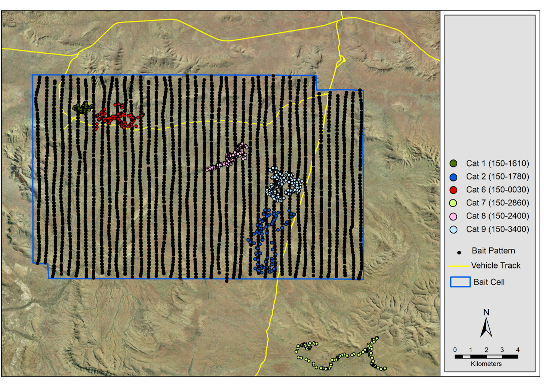 Cat 1 (150-1610)
Cat 2 (150-1780)
Cat 6 (150-0030)
Cat 7 (150-2860)
Cat 8 (150-2400)
Cat 9 (150-3400)
Bait Pattern
Vehicle Track
Bait Cell
N
0 1 2 3 4
Kilometers